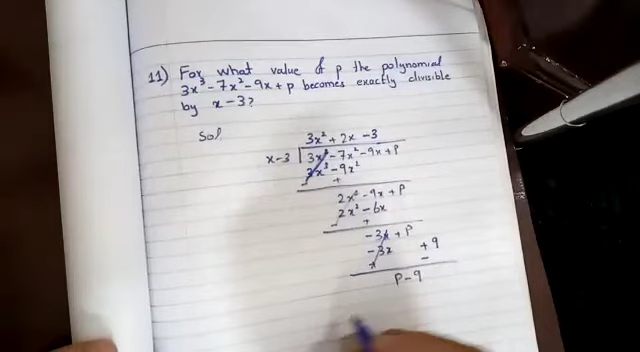 11) For what value of p the polynomial
3x³-7x²-9x+p becomes exactly divisible
by x-3?
Sol
3x²+2x-3
x-3 3x³-7x²-9x+p
3x³-9x²
- +
2x²-9x+p
2x²-6x
- +
-3x+p
-3x +9
+ -
p-9